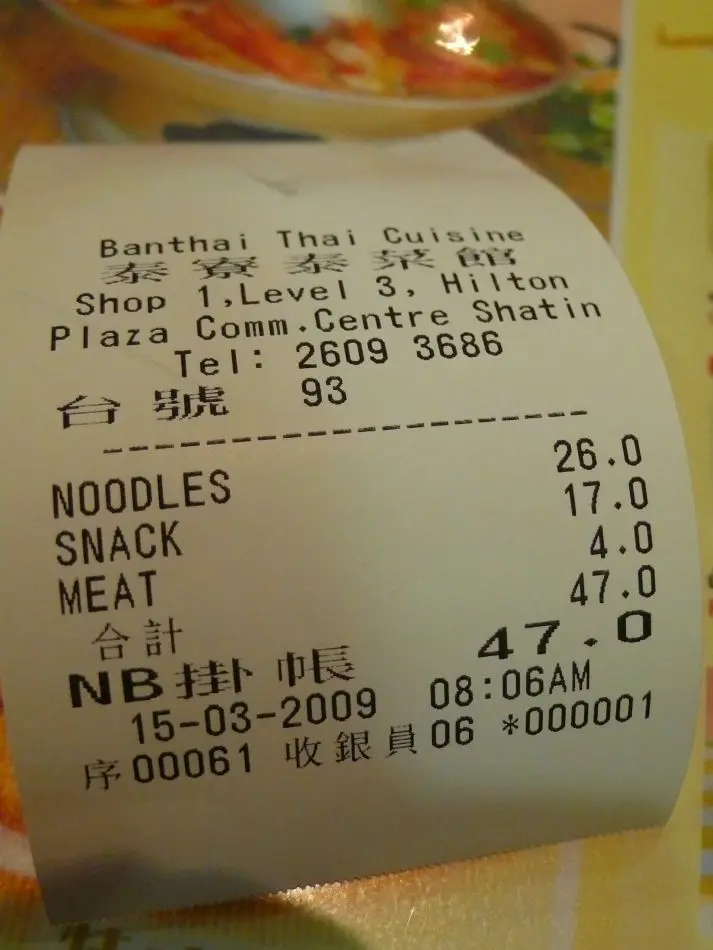 Banthai Thai Cuisine
泰寮泰菜館
Shop 1,Level 3, Hilton
Plaza Comm.Centre Shatin
Tel: 2609 3686
台號 93
--------------------
NOODLES 26.0
SNACK 17.0
MEAT 4.0
合計 47.0
NB掛帳 47.0
15-03-2009 08:06AM
序00061 收銀員06 *000001